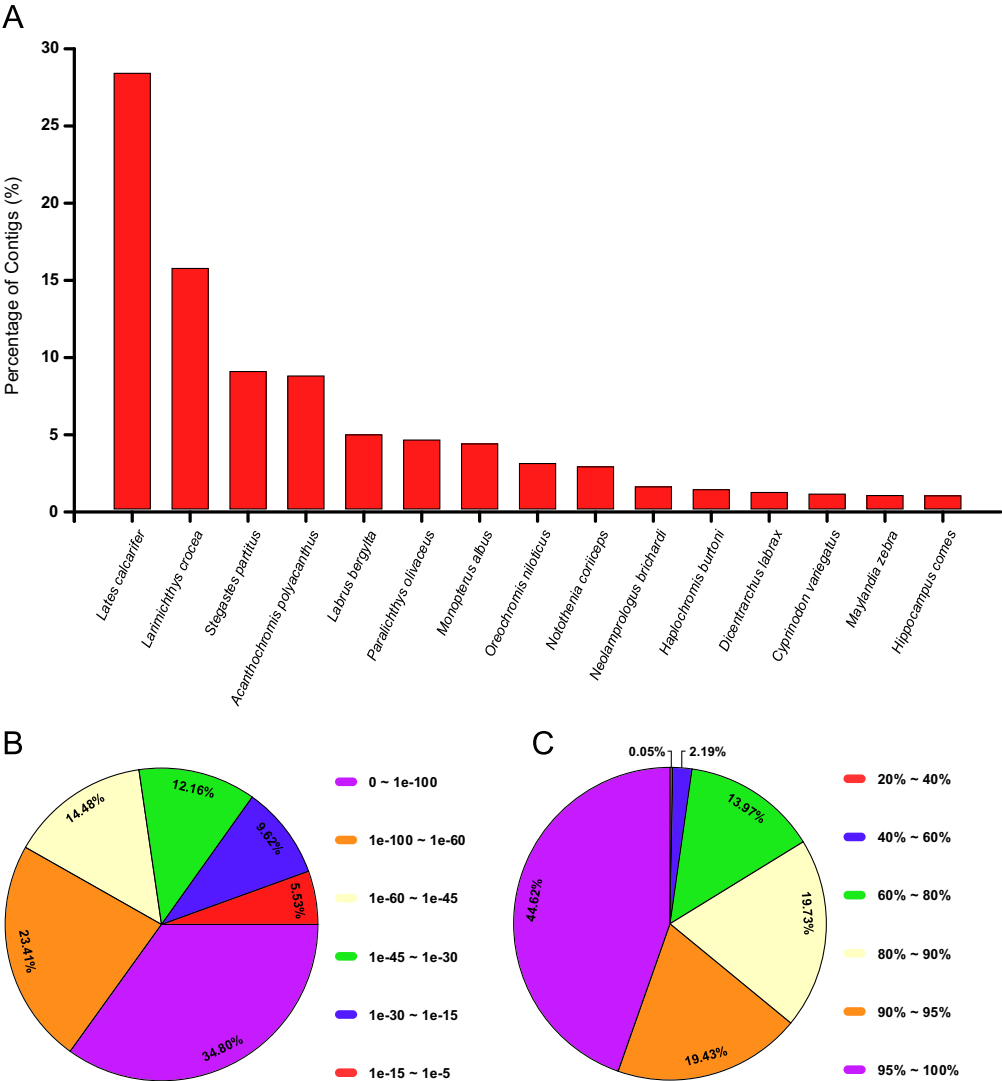 A
Percentage of Contigs (%)
30
25
20
15
10
5
0
Lates calcarifer
Larimichthys crocea
Stegastes partitus
Acanthochromis polyacanthus
Labrus bergylta
Paralichthys olivaceus
Monopterus albus
Oreochromis niloticus
Notothenia coriiceps
Neolamprologus brichardi
Haplochromis burtoni
Dicentrarchus labrax
Cyprinodon variegatus
Maylandia zebra
Hippocampus comes
B
14.48%
12.16%
9.62%
5.53%
23.41%
34.80%
0 ~ 1e-100
1e-100 ~ 1e-60
1e-60 ~ 1e-45
1e-45 ~ 1e-30
1e-30 ~ 1e-15
1e-15 ~ 1e-5
C
0.05%
2.19%
13.97%
19.73%
19.43%
44.62%
20% ~ 40%
40% ~ 60%
60% ~ 80%
80% ~ 90%
90% ~ 95%
95% ~ 100%